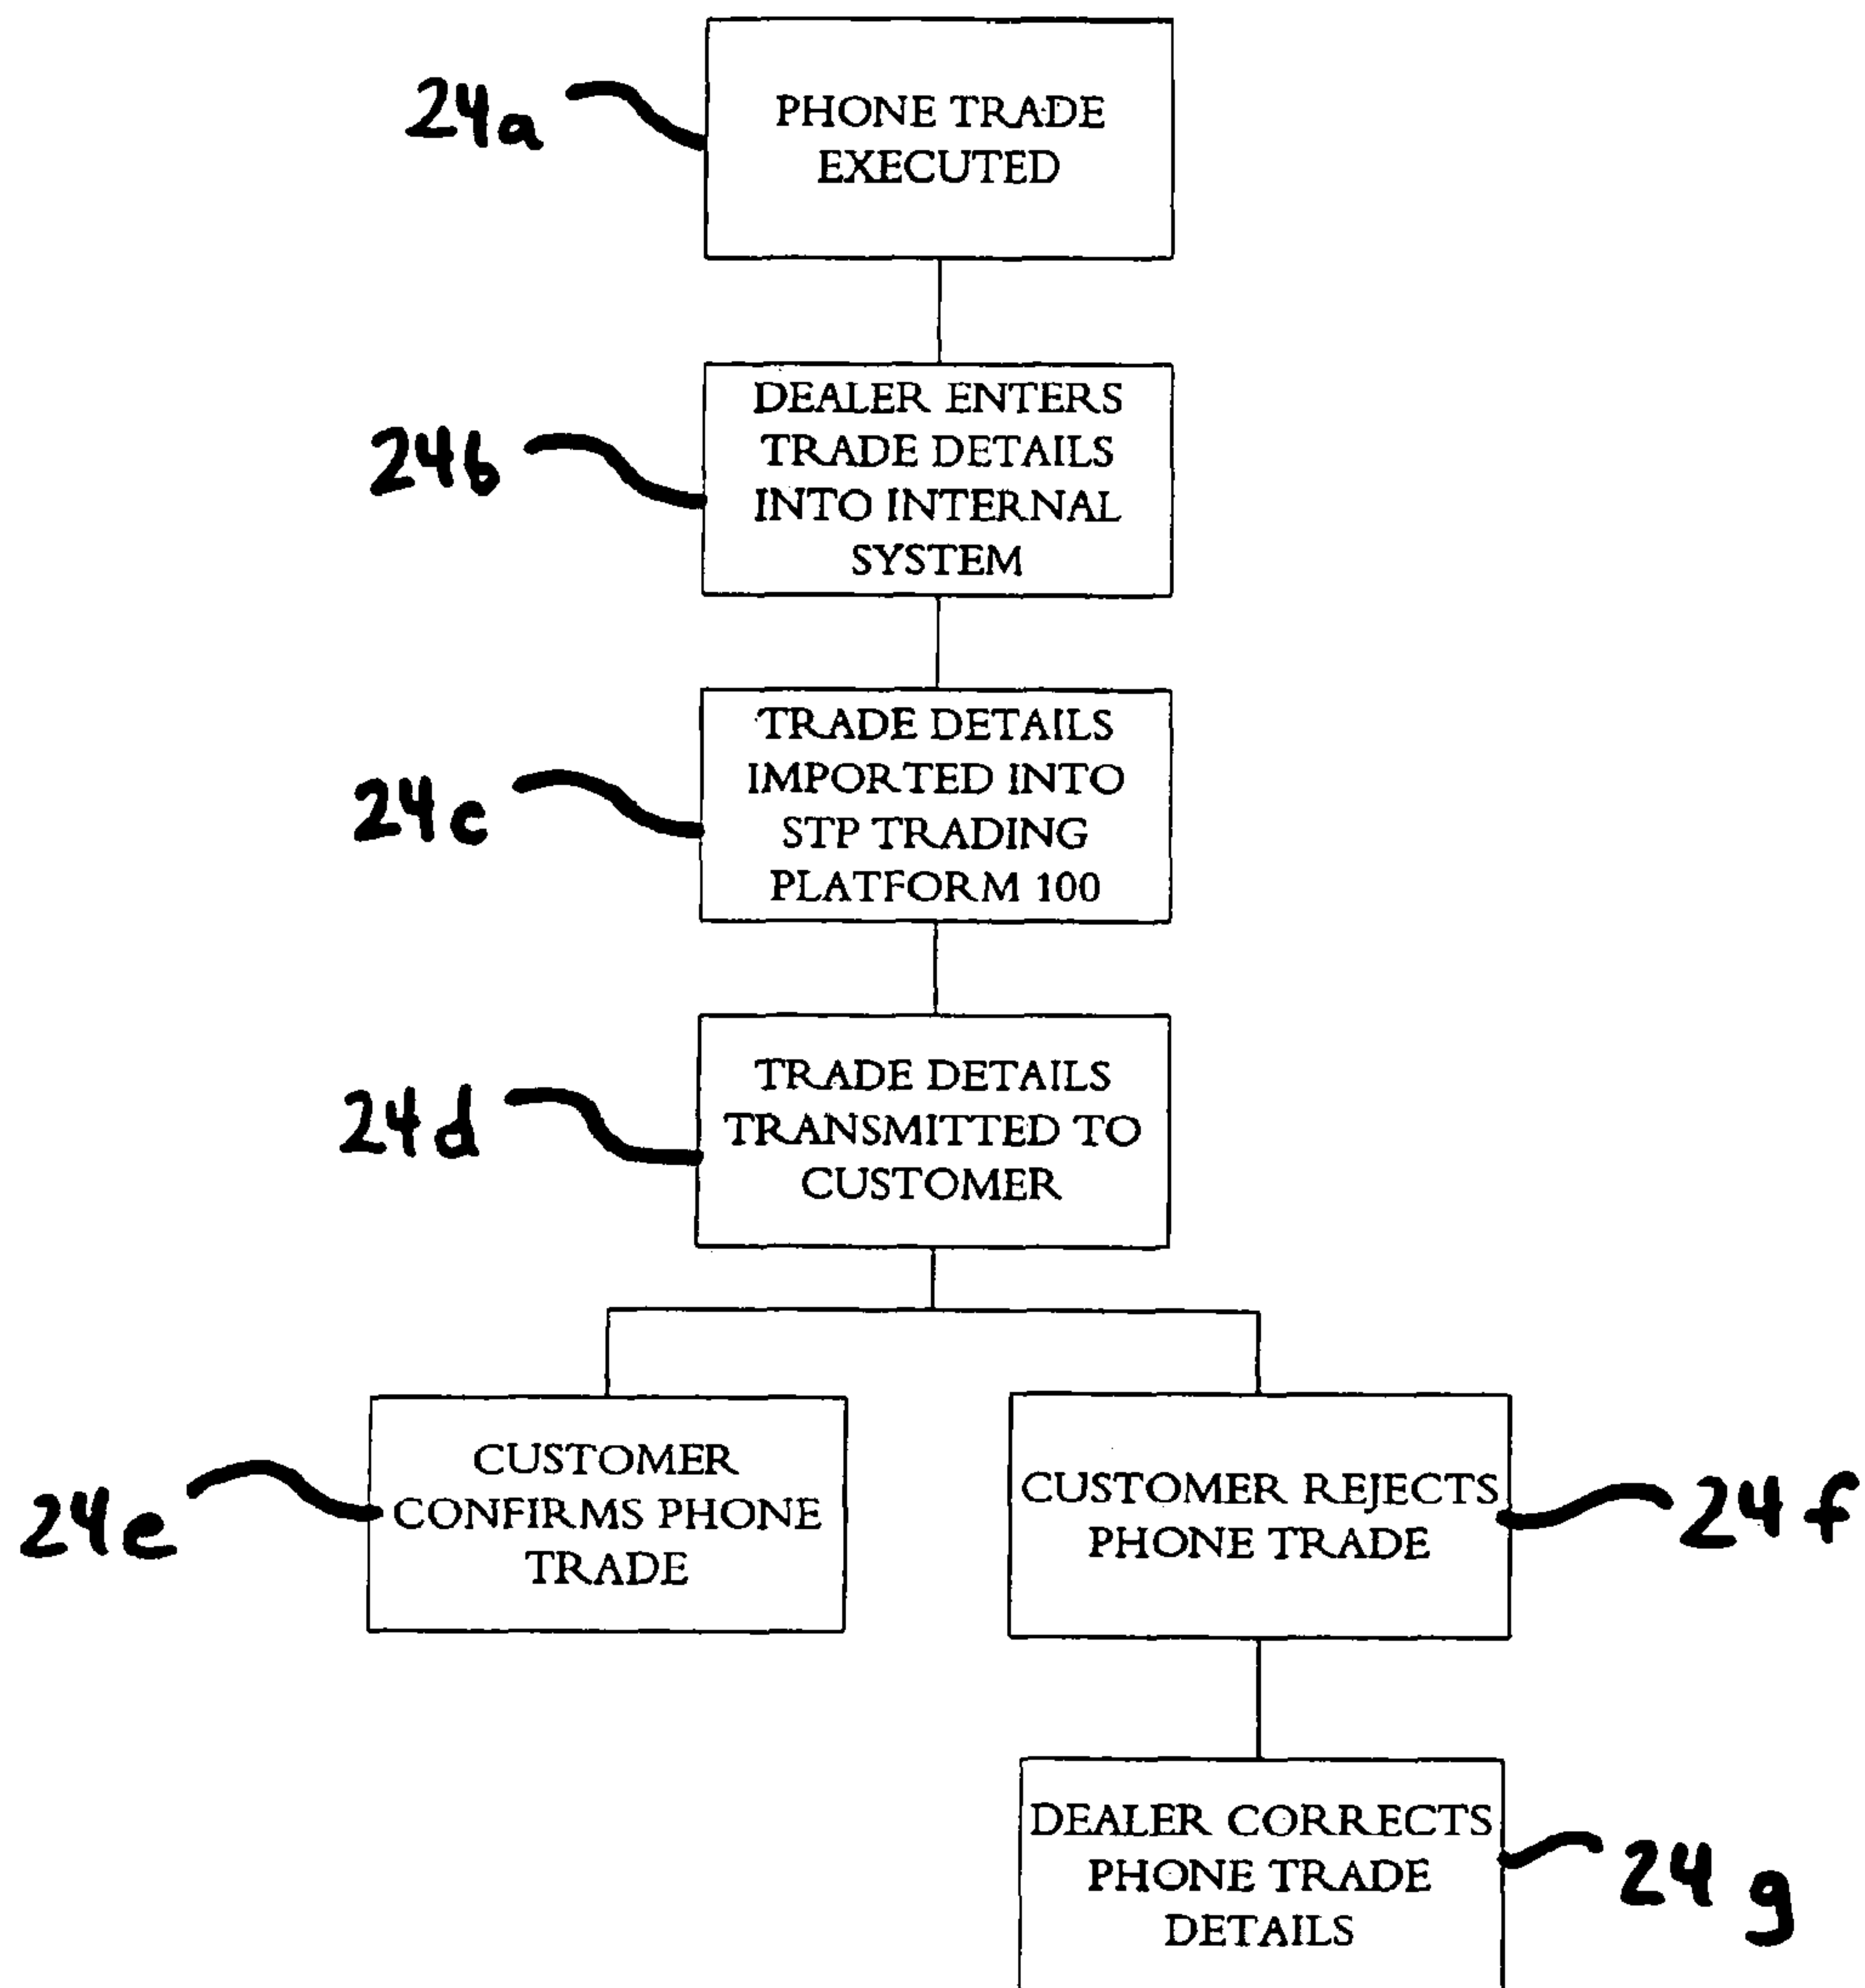 24a
PHONE TRADE
EXECUTED
24b
DEALER ENTERS
TRADE DETAILS
INTO INTERNAL
SYSTEM
24c
TRADE DETAILS
IMPORTED INTO
STP TRADING
PLATFORM 100
24d
TRADE DETAILS
TRANSMITTED TO
CUSTOMER
24e
CUSTOMER
CONFIRMS PHONE
TRADE
CUSTOMER REJECTS
PHONE TRADE
24f
DEALER CORRECTS
PHONE TRADE
DETAILS
24g